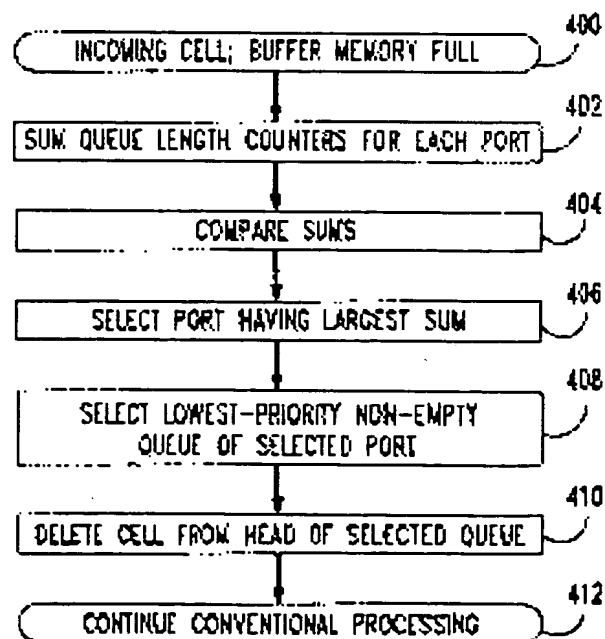 400
INCOMING CELL; BUFFER MEMORY FULL
402
SUM QUEUE LENGTH COUNTERS FOR EACH PORT
404
COMPARE SUMS
406
SELECT PORT HAVING LARGEST SUM
408
SELECT LOWEST-PRIORITY NON-EMPTY
QUEUE OF SELECTED PORT
410
DELETE CELL FROM HEAD OF SELECTED QUEUE
412
CONTINUE CONVENTIONAL PROCESSING